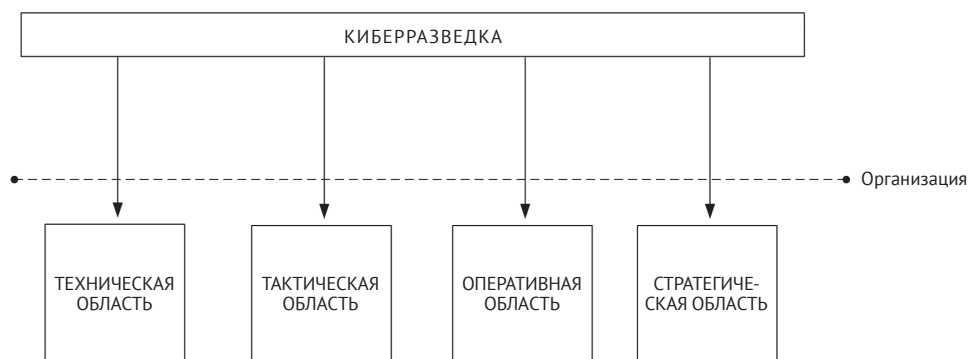 КИБЕРРАЗВЕДКА
Организация
ТЕХНИЧЕСКАЯ
ОБЛАСТЬ
ТАКТИЧЕСКАЯ
ОБЛАСТЬ
ОПЕРАТИВНАЯ
ОБЛАСТЬ
СТРАТЕГИЧЕ-
СКАЯ ОБЛАСТЬ